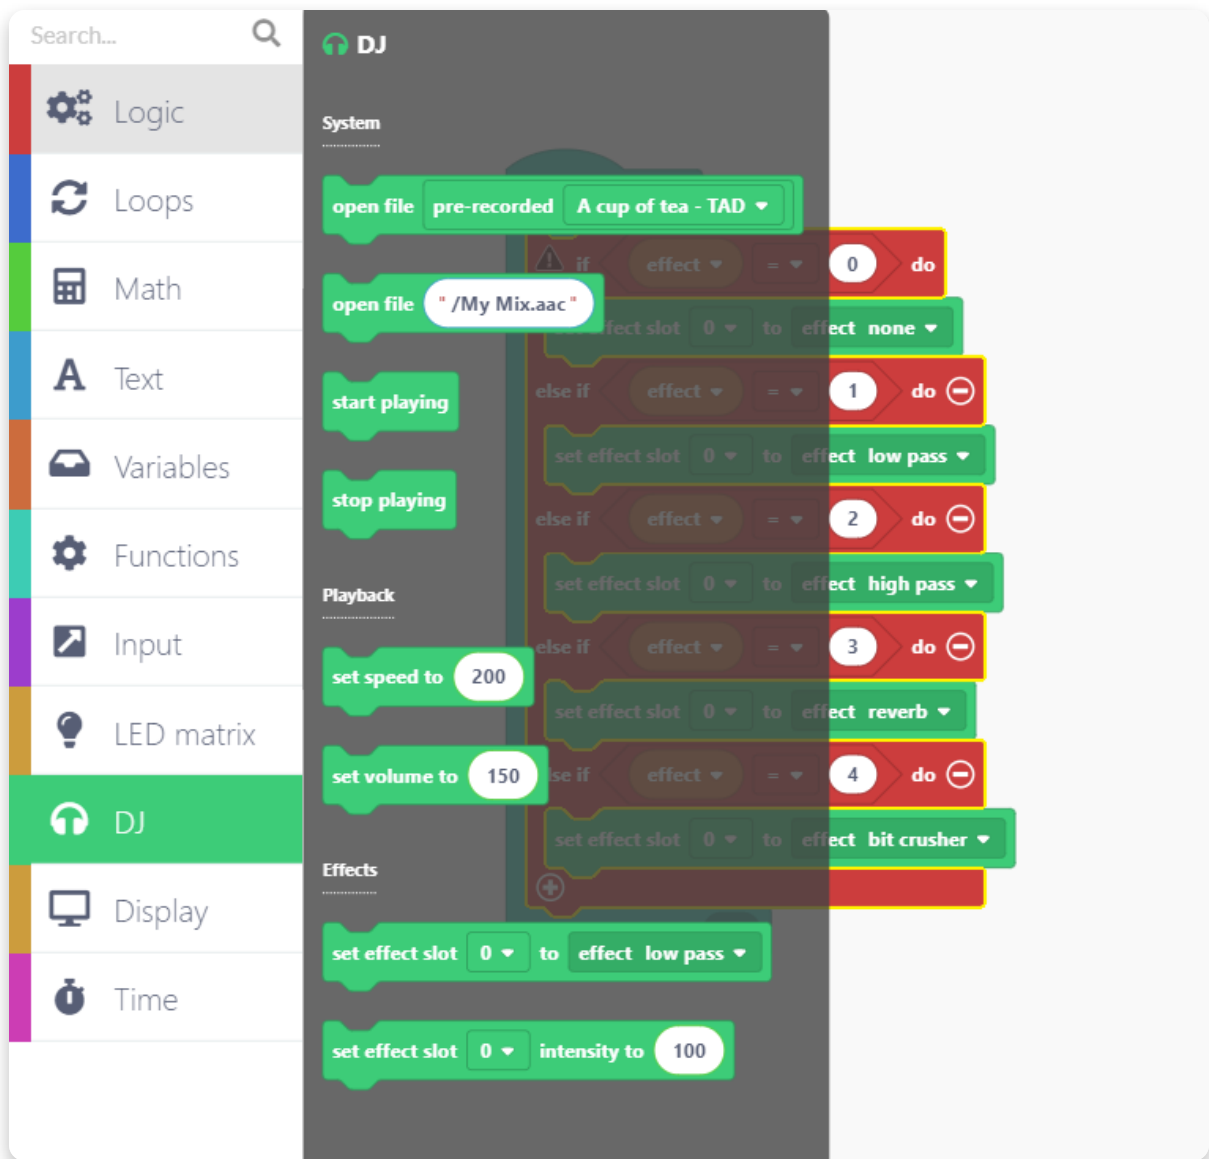 Search...
Logic
Loops
Math
Text
Variables
Functions
Input
LED matrix
DJ
Display
Time
DJ
System
open file pre-recorded A cup of tea - TAD
open file " /My Mix.aac "
start playing
stop playing
Playback
set speed to 200
set volume to 150
Effects
set effect slot 0 to effect low pass
set effect slot 0 intensity to 100
if effect = 0 do
effect slot 0 to effect none
else if effect = 1 do
set effect slot 0 to effect low pass
else if effect = 2 do
set effect slot 0 to effect high pass
else if effect = 3 do
set effect slot 0 to effect reverb
lse if effect = 4 do
set effect slot 0 to effect bit crusher